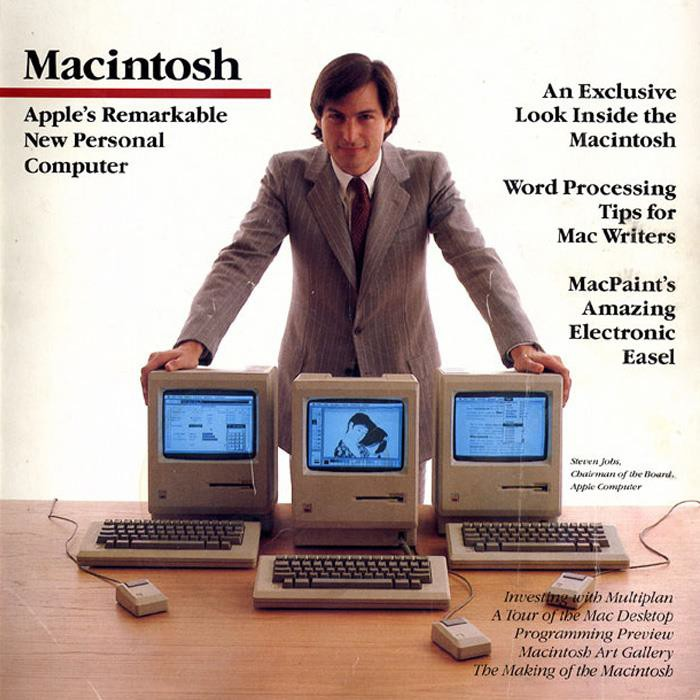 Macintosh
Apple's Remarkable
New Personal
Computer
An Exclusive
Look Inside the
Macintosh
Word Processing
Tips for
Mac Writers
MacPaint's
Amazing
Electronic
Easel
Steven Jobs,
Chairman of the Board,
Apple Computer
Investing with Multiplan
A Tour of the Mac Desktop
Programming Preview
Macintosh Art Gallery
The Making of the Macintosh